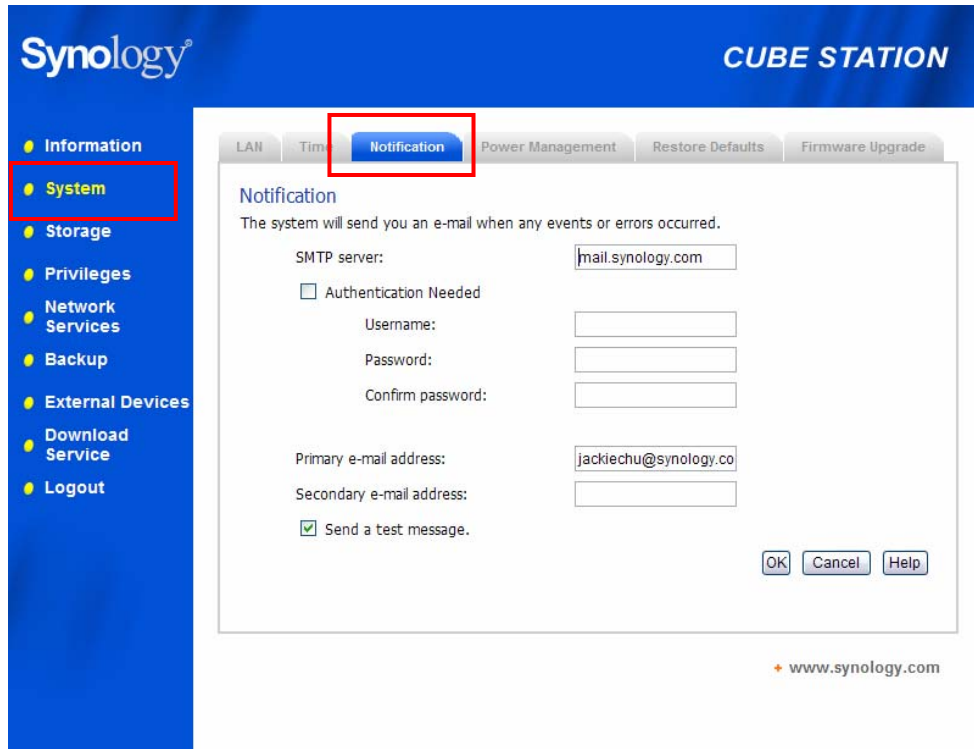 Synology®
CUBE STATION
Information
System
Storage
Privileges
Network
Services
Backup
External Devices
Download
Service
Logout
LAN Time Notification Power Management Restore Defaults Firmware Upgrade
Notification
The system will send you an e-mail when any events or errors occurred.
SMTP server: mail.synology.com
Authentication Needed
Username:
Password:
Confirm password:
Primary e-mail address: jackiechu@synology.co
Secondary e-mail address:
Send a test message.
OK Cancel Help
www.synology.com